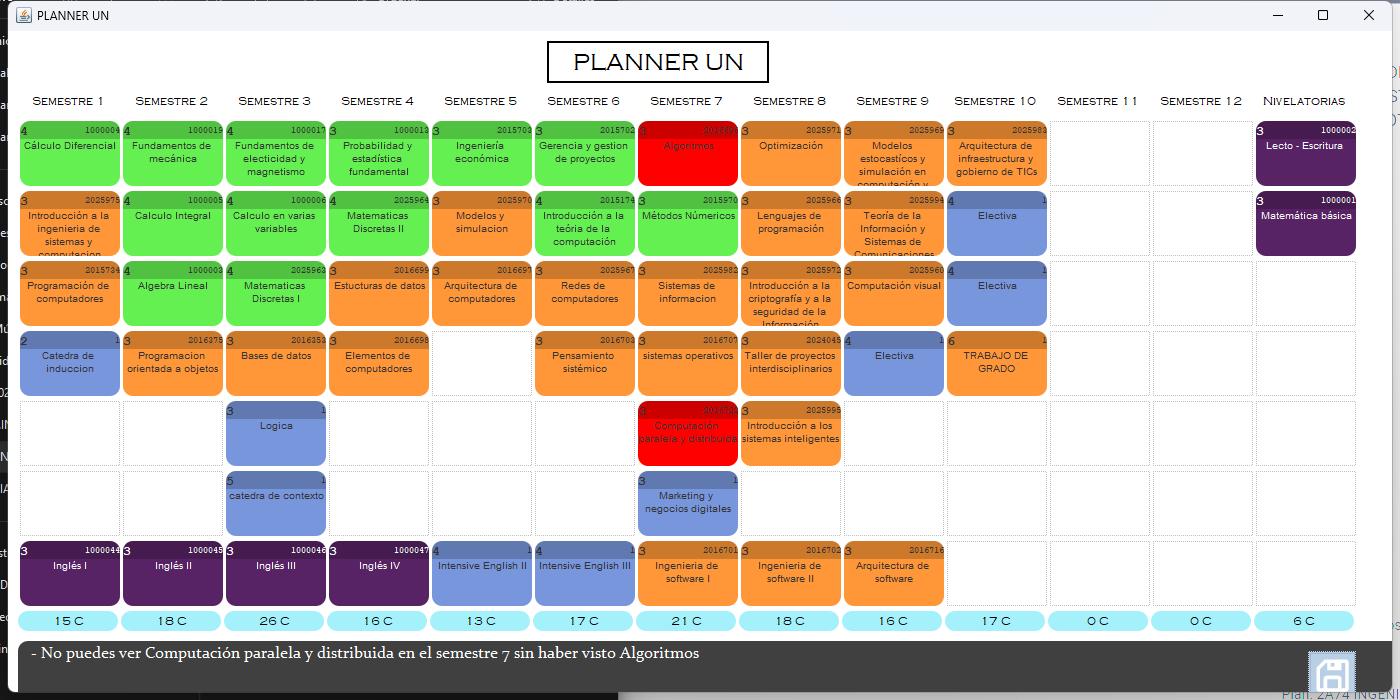 PLANNER UN
PLANNER UN
SEMESTRE 1 SEMESTRE 2 SEMESTRE 3 SEMESTRE 4 SEMESTRE 5 SEMESTRE 6 SEMESTRE 7 SEMESTRE 8 SEMESTRE 9 SEMESTRE 10 SEMESTRE 11 SEMESTRE 12 NIVELATORIAS
4 1000004
Cálculo Diferencial
4 1000019
Fundamentos de
mecánica
4 1000017
Fundamentos de
electicidad y
magnetismo
3 1000013
Probabilidad y
estadística
fundamental
3 2015703
Ingeniería
económica
3 2015702
Gerencia y gestion
de proyectos
Algoritmos
3 2025971
Optimización
3 2025969
Modelos
estocastícos y
simulación en
computación y
3 2025983
Arquitectura de
infraestructura y
gobierno de TICs
3 1000002
Lecto - Escritura
3 2025975
Introducción a la
ingenieria de
sistemas y
computacion
4 1000005
Calculo Integral
4 1000006
Calculo en varias
variables
4 2025964
Matematicas
Discretas II
3 2025970
Modelos y
simulacion
4 2015174
Introducción a la
teória de la
computación
3 2015970
Métodos Númericos
3 2025966
Lenguajes de
programación
3 2025994
Teoría de la
Información y
Sistemas de
Comunicaciones
4 1
Electiva
3 1000001
Matemática básica
3 2015734
Programación de
computadores
4 1000003
Algebra Lineal
4 2025963
Matematicas
Discretas I
3 2016699
Estucturas de datos
3 2016697
Arquitectura de
computadores
3 2025967
Redes de
computadores
3 2025982
Sistemas de
informacion
3 2025972
Introducción a la
criptografía y a la
seguridad de la
Información
3 2025960
Computación visual
4 1
Electiva
2 1
Catedra de
induccion
3 2016375
Programacion
orientada a objetos
3 2016353
Bases de datos
3 2016698
Elementos de
computadores
3 2016703
Pensamiento
sistémico
3 2016707
sistemas operativos
3 2024045
Taller de proyectos
interdisciplinarios
4 1
Electiva
6 1
TRABAJO DE
GRADO
3 1
Logica
Computación
paralela y distribuida
3 2025995
Introducción a los
sistemas inteligentes
5 1
catedra de contexto
3 1
Marketing y
negocios digitales
3 1000044
Inglés I
3 1000045
Inglés II
3 1000046
Inglés III
3 1000047
Inglés IV
4 1
Intensive English II
4 1
Intensive English III
3 2016701
Ingenieria de
software I
3 2016702
Ingenieria de
software II
3 2016716
Arquitectura de
software
15 C 18 C 26 C 16 C 13 C 17 C 21 C 18 C 16 C 17 C 0 C 0 C 6 C
- No puedes ver Computación paralela y distribuida en el semestre 7 sin haber visto Algoritmos